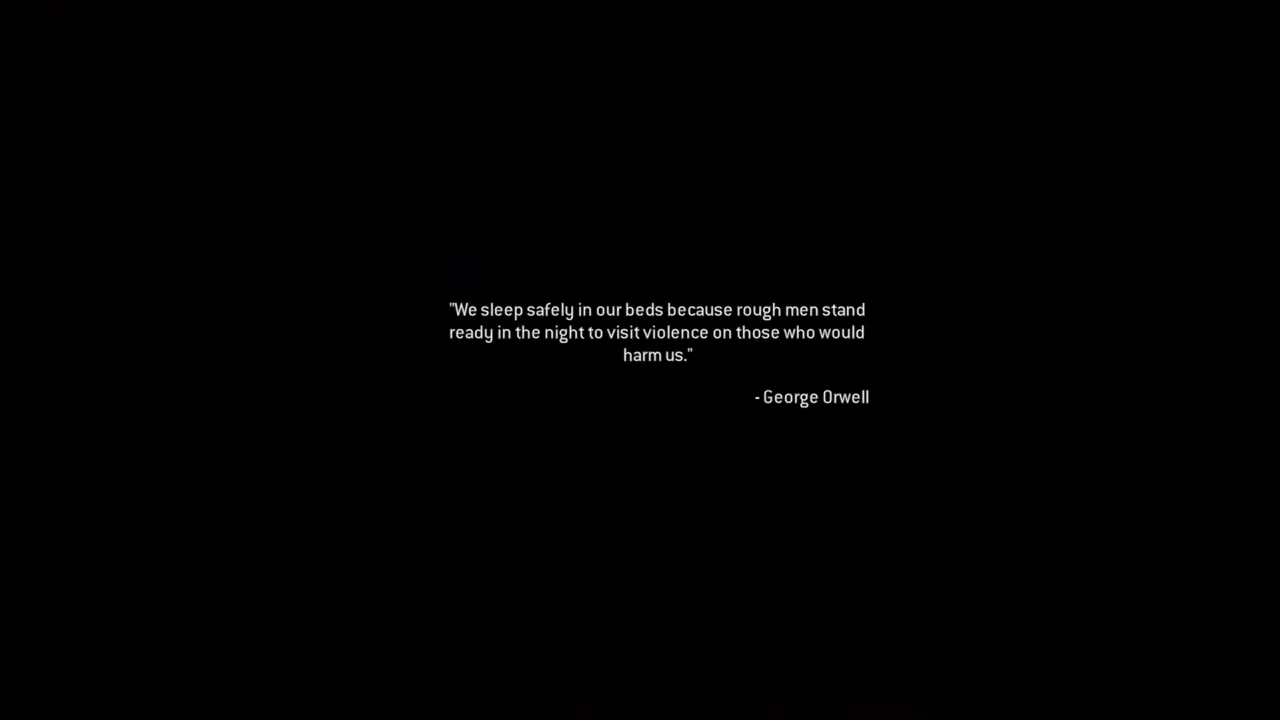 "We sleep safely in our beds because rough men stand
ready in the night to visit violence on those who would
harm us."
- George Orwell